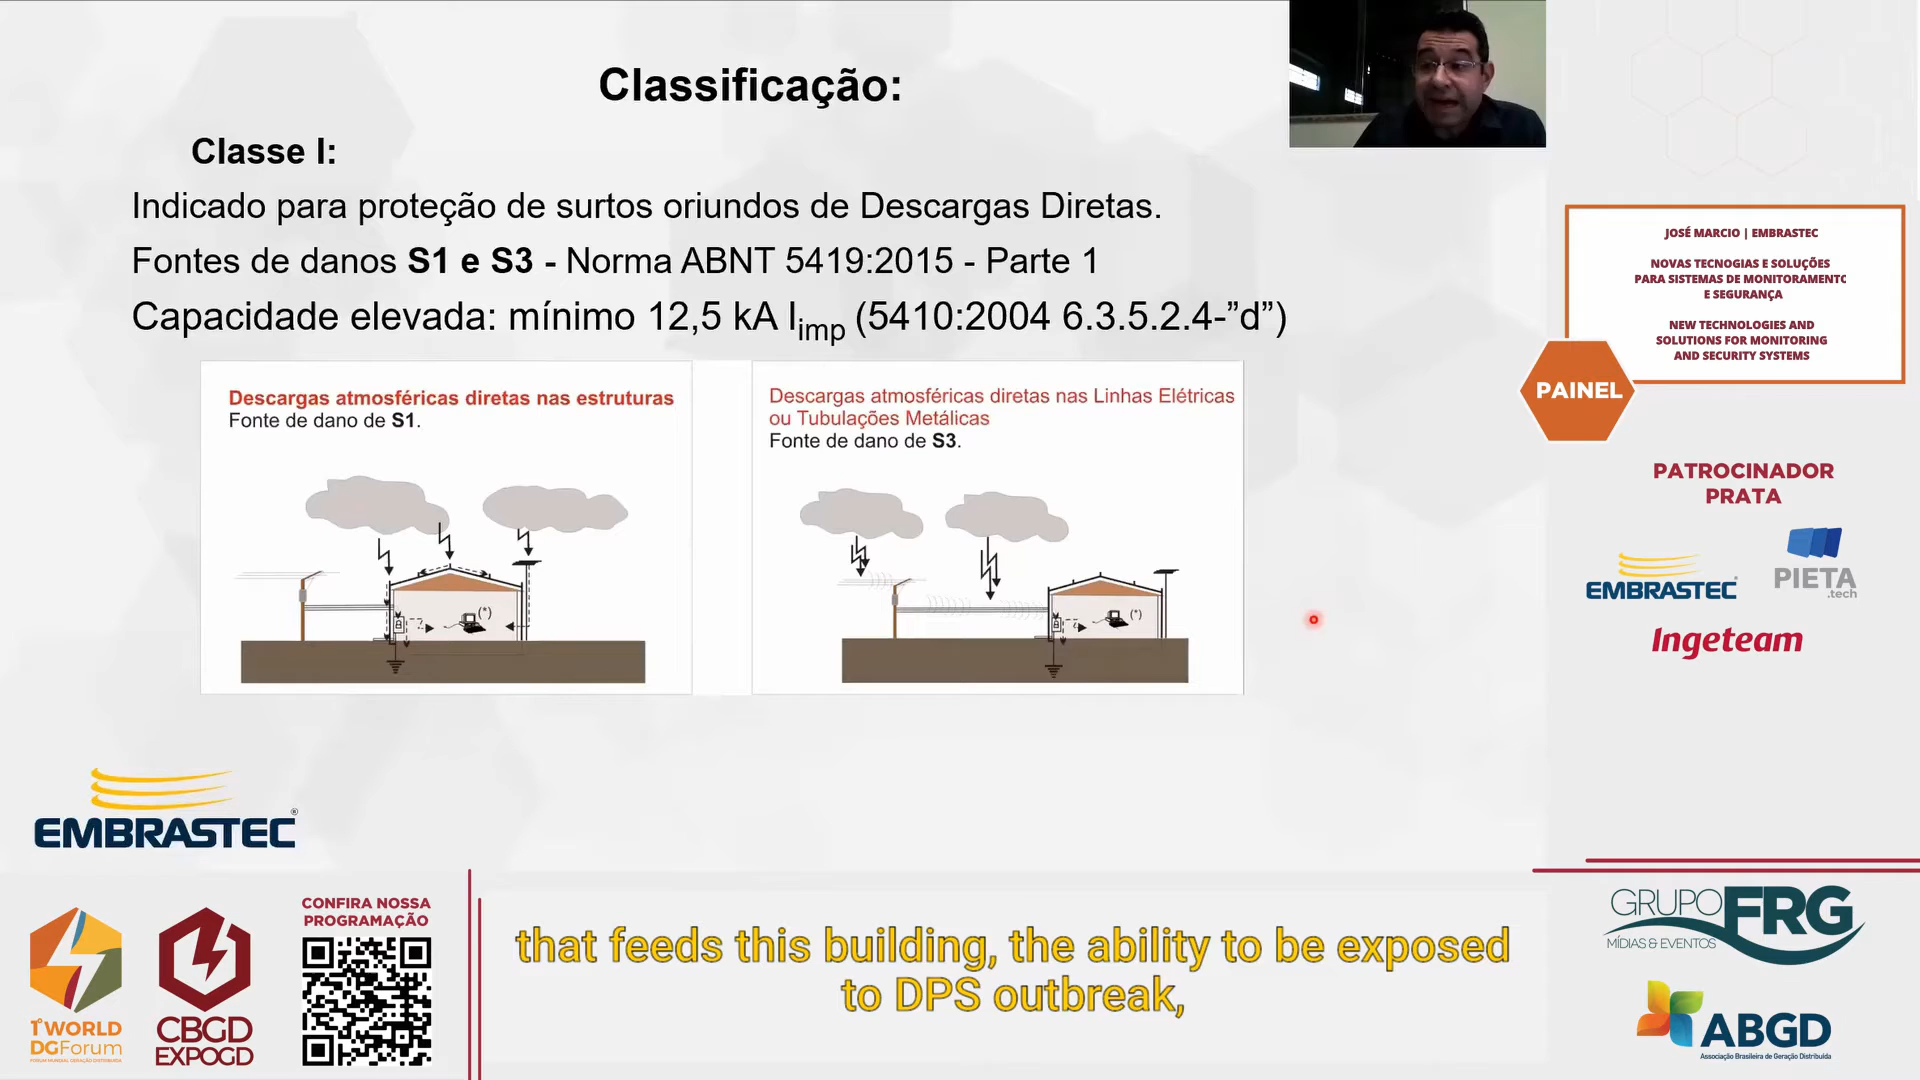 Classificação:
Classe I:
Indicado para proteção de surtos oriundos de Descargas Diretas.
Fontes de danos S1 e S3 - Norma ABNT 5419:2015 - Parte 1
Capacidade elevada: mínimo 12,5 kA Iimp (5410:2004 6.3.5.2.4-”d”)
Descargas atmosféricas diretas nas estruturas
Fonte de dano de S1.
(*)
Descargas atmosféricas diretas nas Linhas Elétricas
ou Tubulações Metálicas
Fonte de dano de S3.
(*)
EMBRASTEC®
JOSÉ MARCIO | EMBRASTEC
NOVAS TECNOGIAS E SOLUÇÕES
PARA SISTEMAS DE MONITORAMENTO
E SEGURANÇA
NEW TECHNOLOGIES AND
SOLUTIONS FOR MONITORING
AND SECURITY SYSTEMS
PAINEL
PATROCINADOR
PRATA
EMBRASTEC
PIETA
.tech
Ingeteam
1º WORLD
DGForum
FÓRUM MUNDIAL GERAÇÃO DISTRIBUÍDA
CBGD
EXPOGD
CONFIRA NOSSA
PROGRAMAÇÃO
that feeds this building, the ability to be exposed
to DPS outbreak,
GRUPO FRG
MÍDIAS & EVENTOS
ABGD
Associação Brasileira de Geração Distribuída